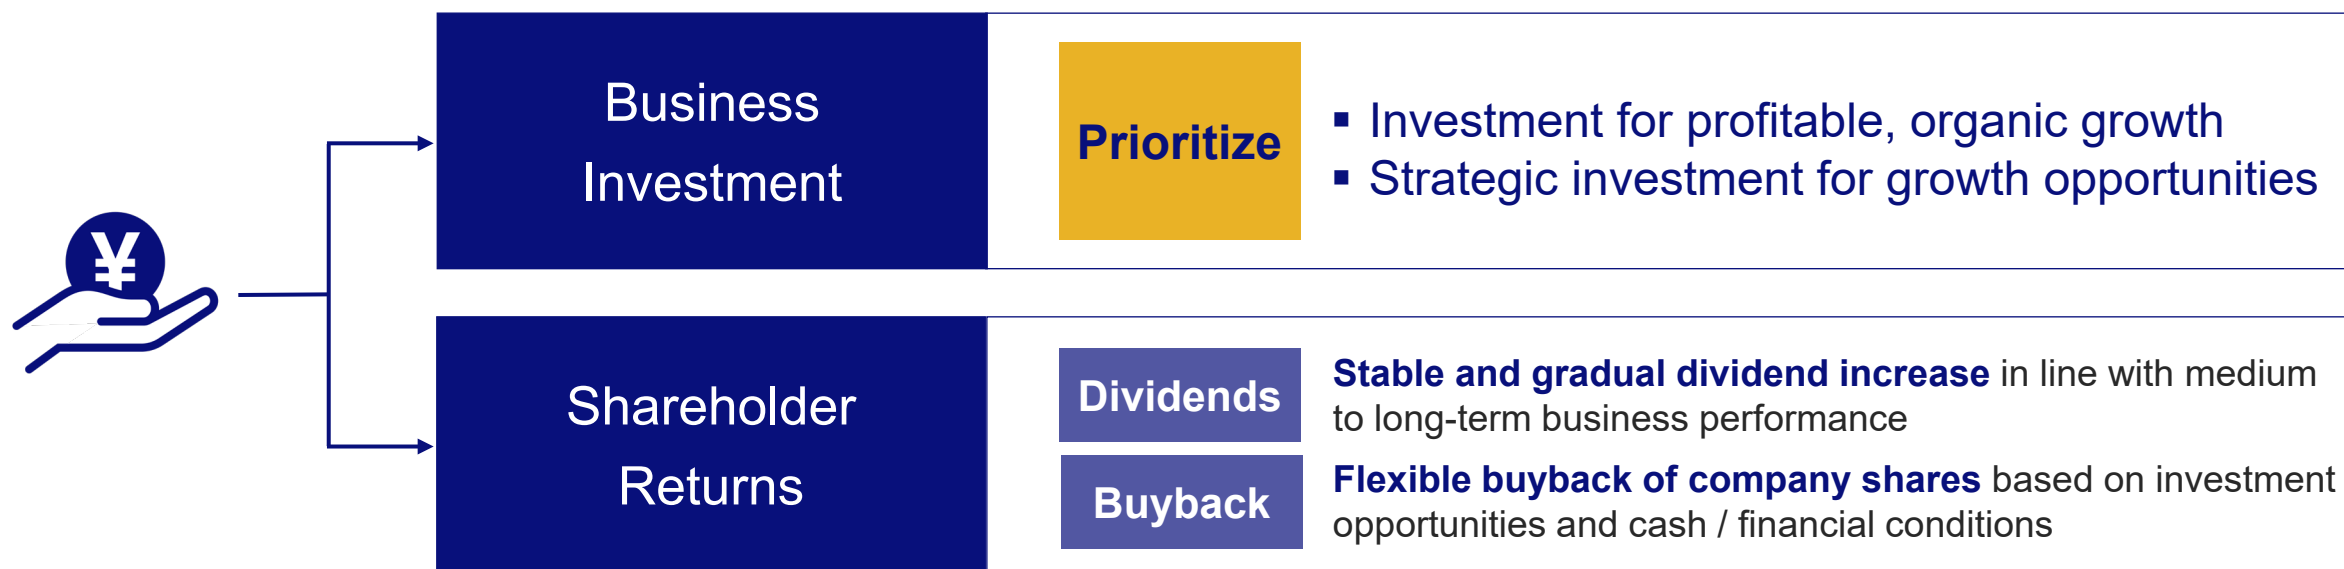 Business
Investment
Prioritize
▪ Investment for profitable, organic growth
▪ Strategic investment for growth opportunities
¥
Shareholder
Returns
Dividends
Stable and gradual dividend increase in line with medium
to long-term business performance
Buyback
Flexible buyback of company shares based on investment
opportunities and cash / financial conditions